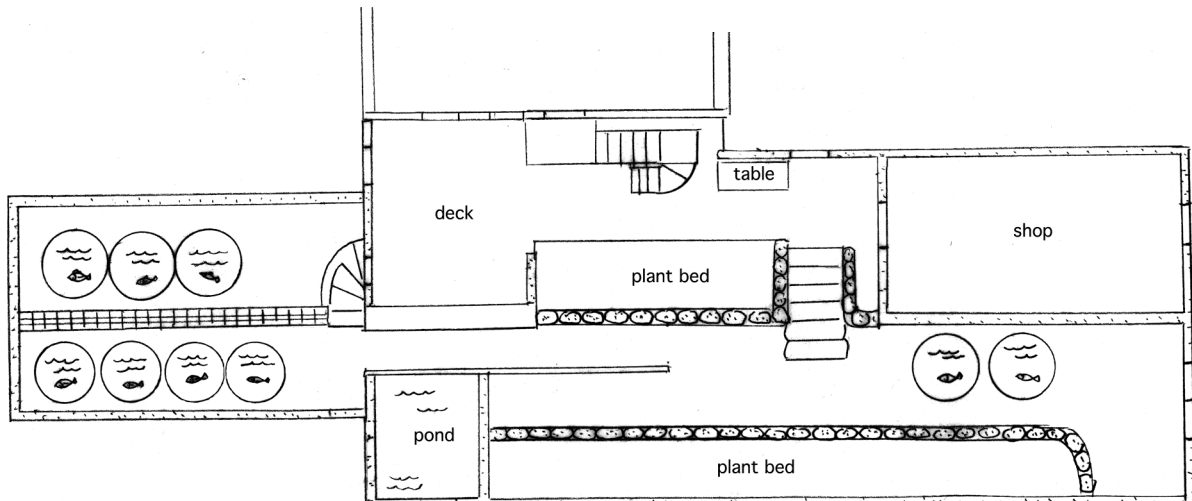 table
deck
shop
plant bed
pond
plant bed